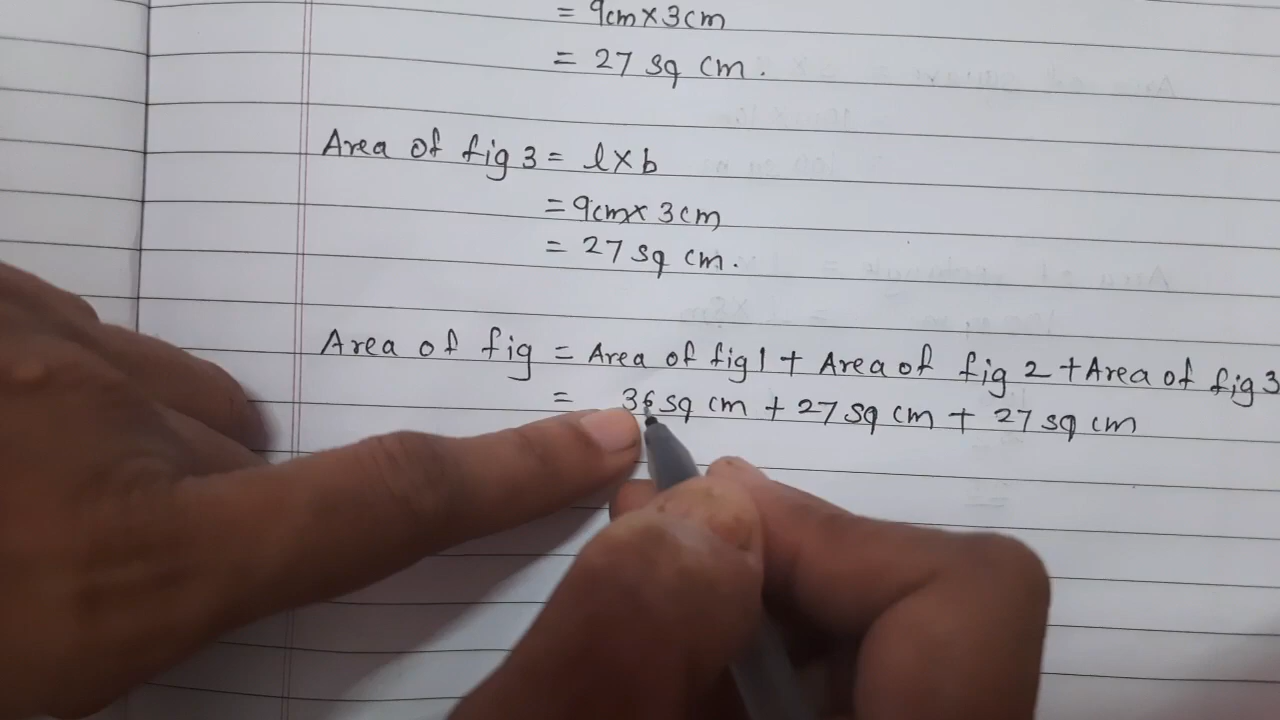 = 9cm×3cm
= 27 sq cm.
Area of fig 3 = l×b
= 9cm× 3cm
= 27 sq cm.
Area of fig = Area of fig 1 + Area of fig 2 + Area of fig 3
= 36 sq cm + 27 sq cm + 27 sq cm